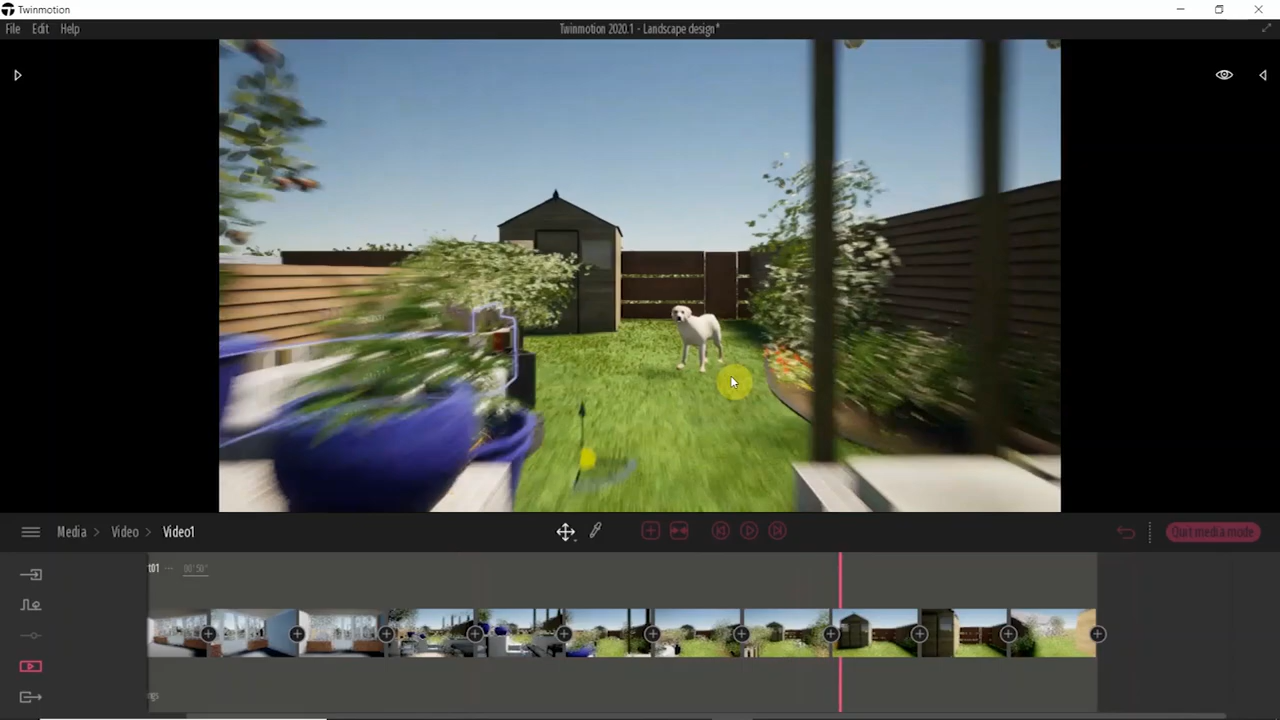 Twinmotion
File Edit Help
Twinmotion 2020.1 - Landscape design*
Media > Video > Video1
Quit media mode
t01 ··· 00:50"